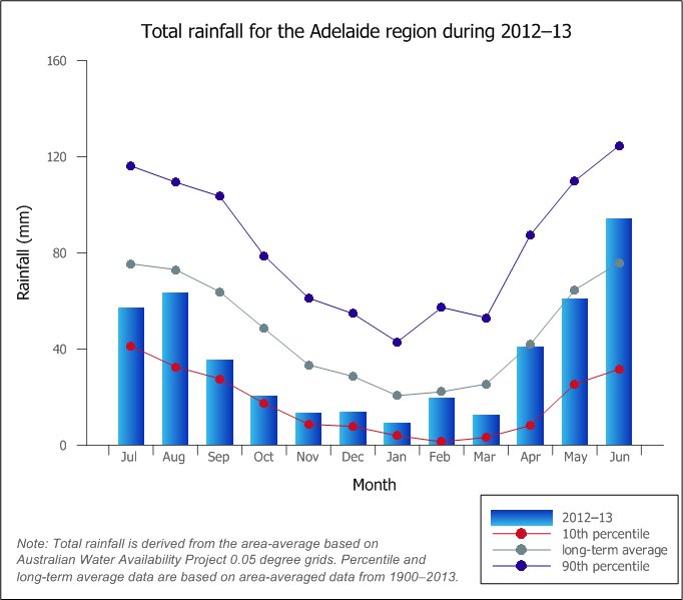 Total rainfall for the Adelaide region during 2012–13
160
120
80
40
0
Rainfall (mm)
Jul Aug Sep Oct Nov Dec Jan Feb Mar Apr May Jun
Month
2012–13
10th percentile
long-term average
90th percentile
Note: Total rainfall is derived from the area-average based on
Australian Water Availability Project 0.05 degree grids. Percentile and
long-term average data are based on area-averaged data from 1900–2013.